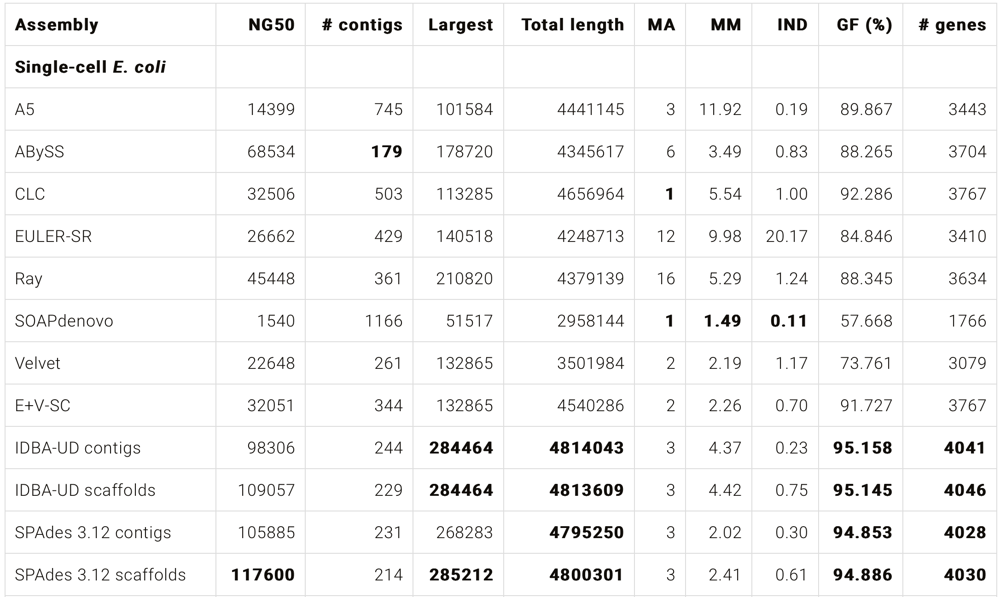 Assembly NG50 # contigs Largest Total length MA MM IND GF (%) # genes
Single-cell E. coli
A5 14399 745 101584 4441145 3 11.92 0.19 89.867 3443
ABySS 68534 179 178720 4345617 6 3.49 0.83 88.265 3704
CLC 32506 503 113285 4656964 1 5.54 1.00 92.286 3767
EULER-SR 26662 429 140518 4248713 12 9.98 20.17 84.846 3410
Ray 45448 361 210820 4379139 16 5.29 1.24 88.345 3634
SOAPdenovo 1540 1166 51517 2958144 1 1.49 0.11 57.668 1766
Velvet 22648 261 132865 3501984 2 2.19 1.17 73.761 3079
E+V-SC 32051 344 132865 4540286 2 2.26 0.70 91.727 3767
IDBA-UD contigs 98306 244 284464 4814043 3 4.37 0.23 95.158 4041
IDBA-UD scaffolds 109057 229 284464 4813609 3 4.42 0.75 95.145 4046
SPAdes 3.12 contigs 105885 231 268283 4795250 3 2.02 0.30 94.853 4028
SPAdes 3.12 scaffolds 117600 214 285212 4800301 3 2.41 0.61 94.886 4030